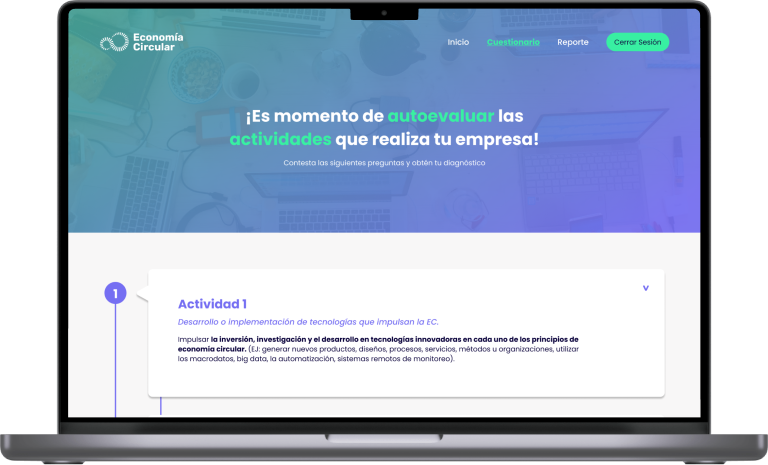 Economía
Circular
Inicio Cuestionario Reporte Cerrar Sesión
¡Es momento de autoevaluar las
actividades que realiza tu empresa!
Contesta las siguientes preguntas y obtén tu diagnóstico
1
v
Actividad 1
Desarrollo o implementación de tecnologías que impulsan la EC.
Impulsar la inversión, investigación y el desarrollo en tecnologías innovadoras en cada uno de los principios de
economía circular. (EJ: generar nuevos productos, diseños, procesos, servicios, métodos u organizaciones, utilizar
los macrodatos, big data, la automatización, sistemas remotos de monitoreo).